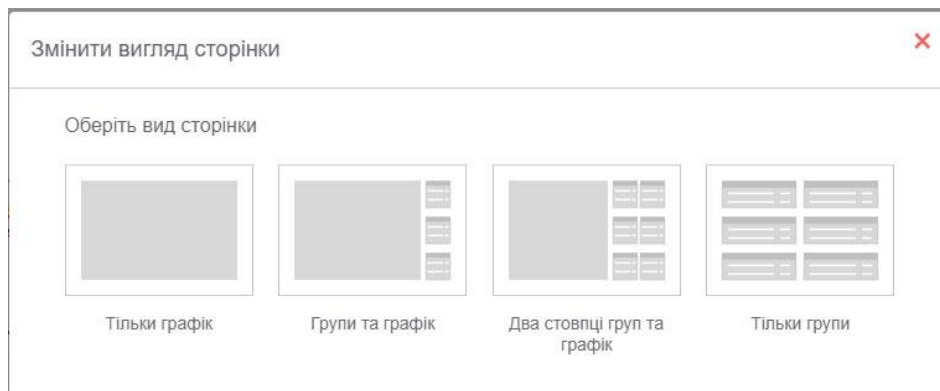 Змінити вигляд сторінки
Оберіть вид сторінки
Тільки графік
Групи та графік
Два стовпці груп та
графік
Тільки групи